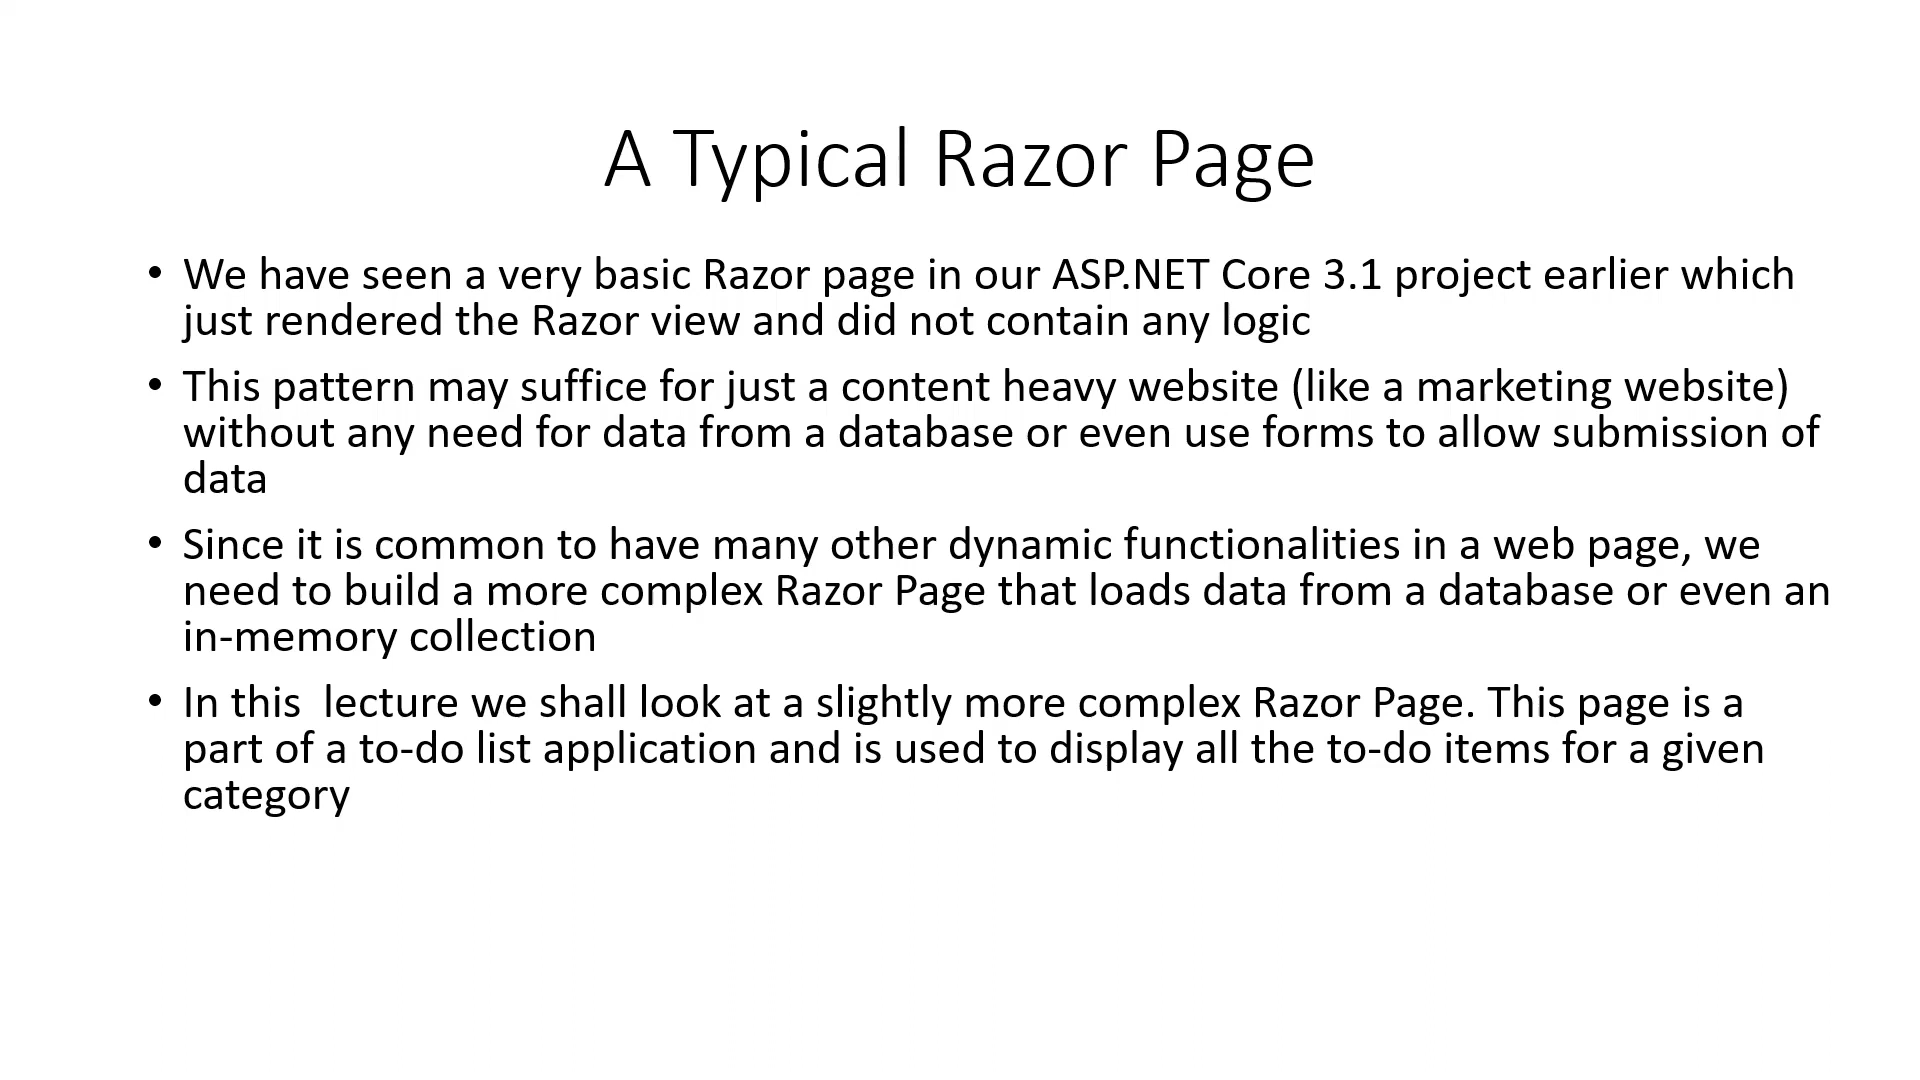 A Typical Razor Page
• We have seen a very basic Razor page in our ASP.NET Core 3.1 project earlier which
just rendered the Razor view and did not contain any logic
• This pattern may suffice for just a content heavy website (like a marketing website)
without any need for data from a database or even use forms to allow submission of
data
• Since it is common to have many other dynamic functionalities in a web page, we
need to build a more complex Razor Page that loads data from a database or even an
in-memory collection
• In this  lecture we shall look at a slightly more complex Razor Page. This page is a
part of a to-do list application and is used to display all the to-do items for a given
category